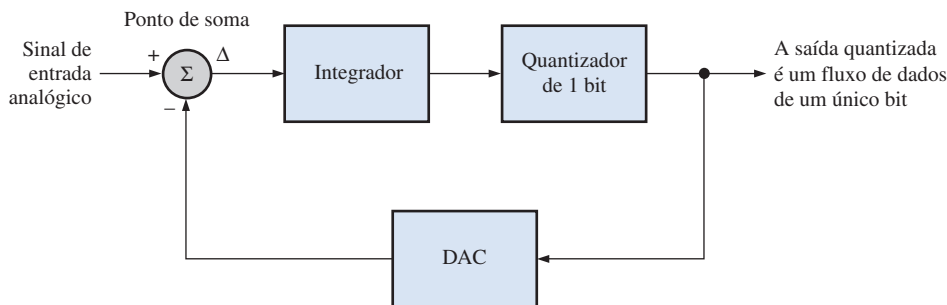 Ponto de soma
Sinal de
entrada
analógico
+
Σ
Δ
−
Integrador
Quantizador
de 1 bit
A saída quantizada
é um fluxo de dados
de um único bit
DAC